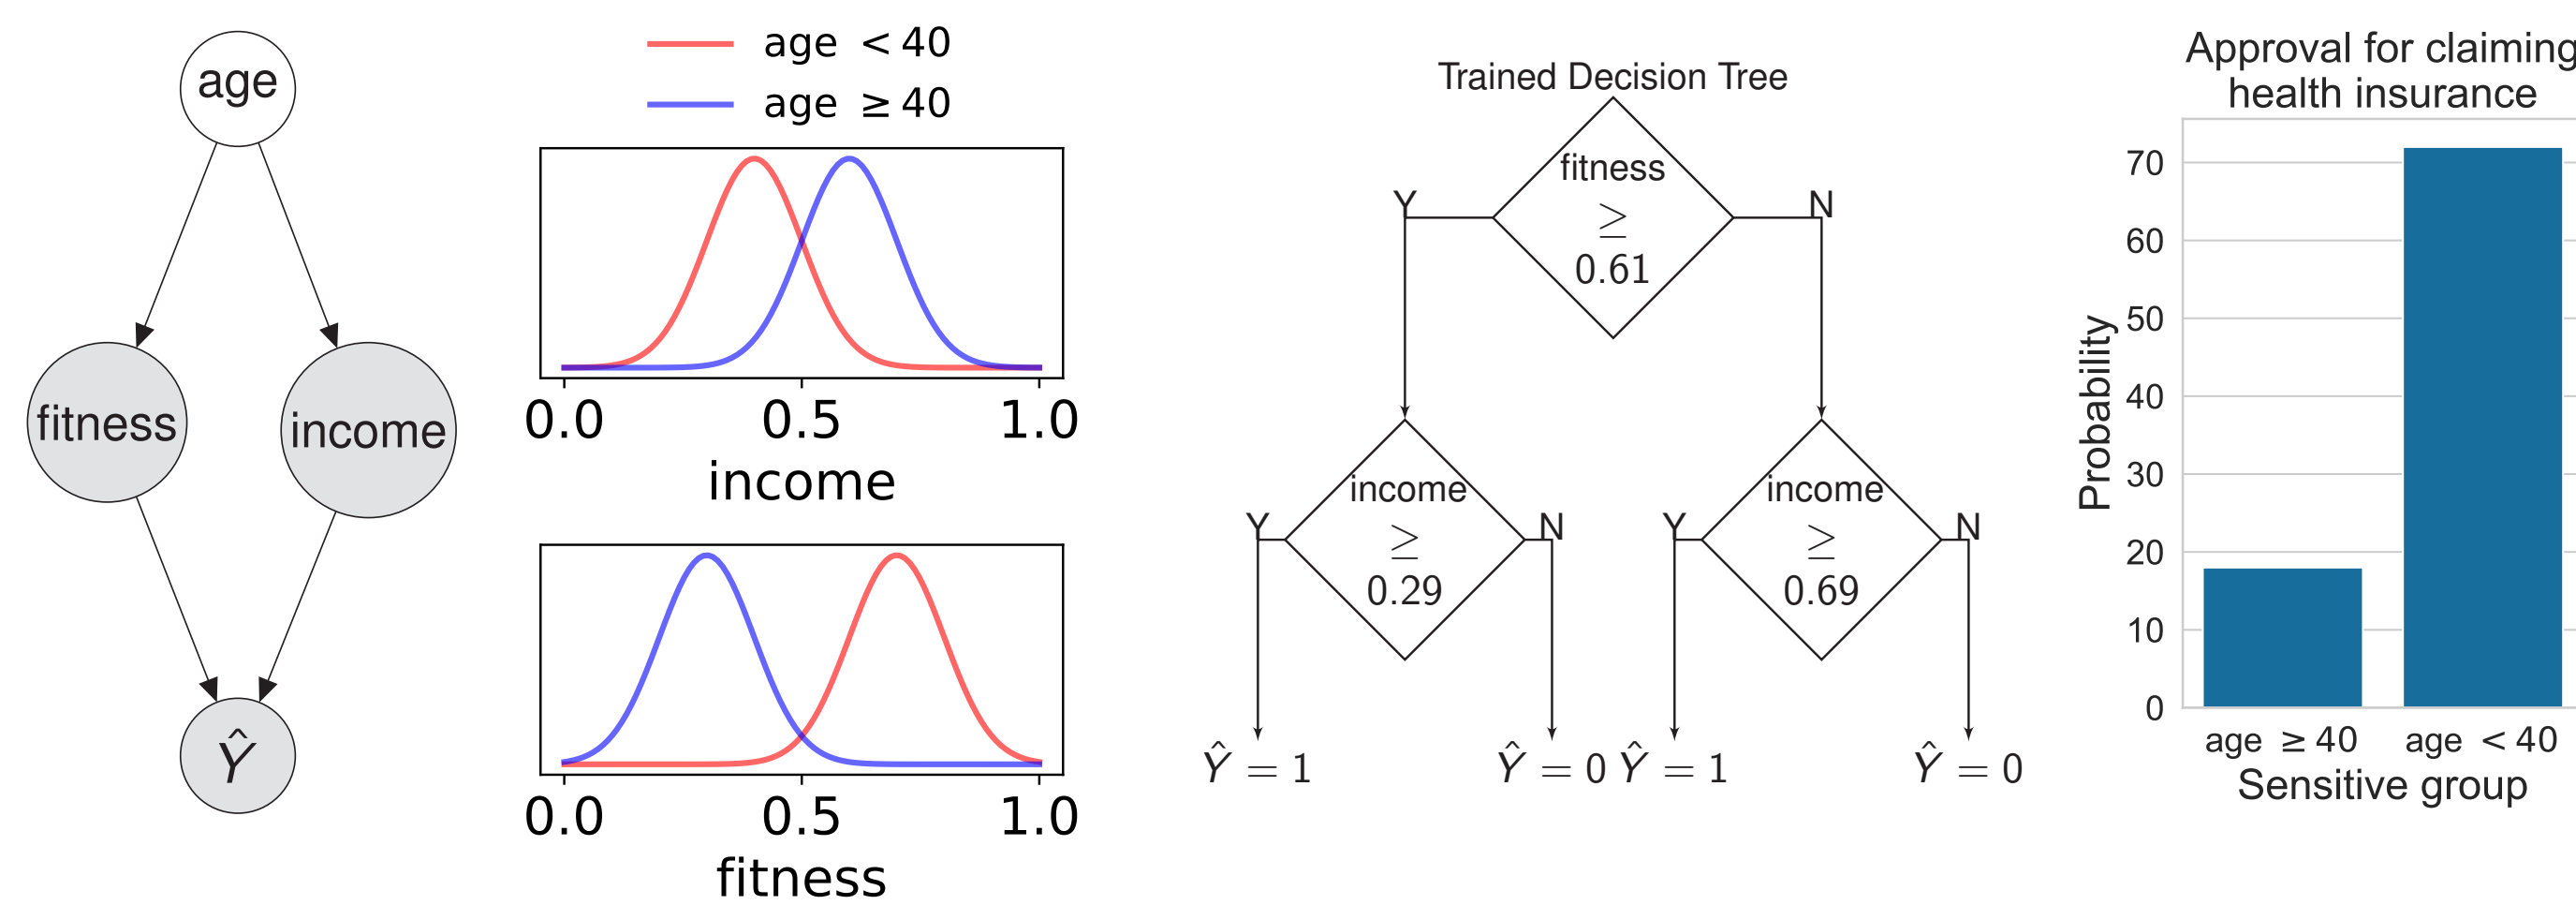 age
fitness
income
Ŷ
age < 40
age ≥ 40
0.0 0.5 1.0
income
0.0 0.5 1.0
fitness
Trained Decision Tree
fitness
≥
0.61
Y
N
income
≥
0.29
Y
N
income
≥
0.69
Y
N
Ŷ = 1
Ŷ = 0
Ŷ = 1
Ŷ = 0
Approval for claiming
health insurance
Probability
70
60
50
40
30
20
10
0
age ≥ 40 age < 40
Sensitive group